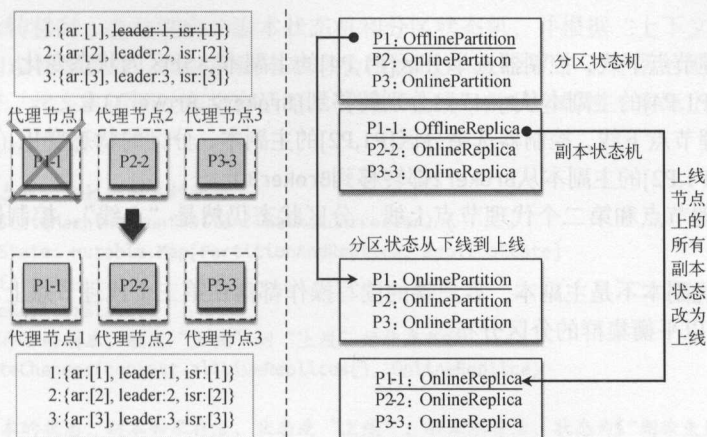 1:{ar:[1], leader:1, isr:[1]}
2:{ar:[2], leader:2, isr:[2]}
3:{ar:[3], leader:3, isr:[3]}
代理节点1 代理节点2 代理节点3
P1-1 P2-2 P3-3
P1-1 P2-2 P3-3
代理节点1 代理节点2 代理节点3
1:{ar:[1], leader:1, isr:[1]}
2:{ar:[2], leader:2, isr:[2]}
3:{ar:[3], leader:3, isr:[3]}
P1: OfflinePartition
P2: OnlinePartition
P3: OnlinePartition
分区状态机
P1-1: OfflineReplica
P2-2: OnlineReplica
P3-3: OnlineReplica
副本状态机
分区状态从下线到上线
P1: OnlinePartition
P2: OnlinePartition
P3: OnlinePartition
P1-1: OnlineReplica
P2-2: OnlineReplica
P3-3: OnlineReplica
上线
节点
上的
所有
副本
状态
改为
上线